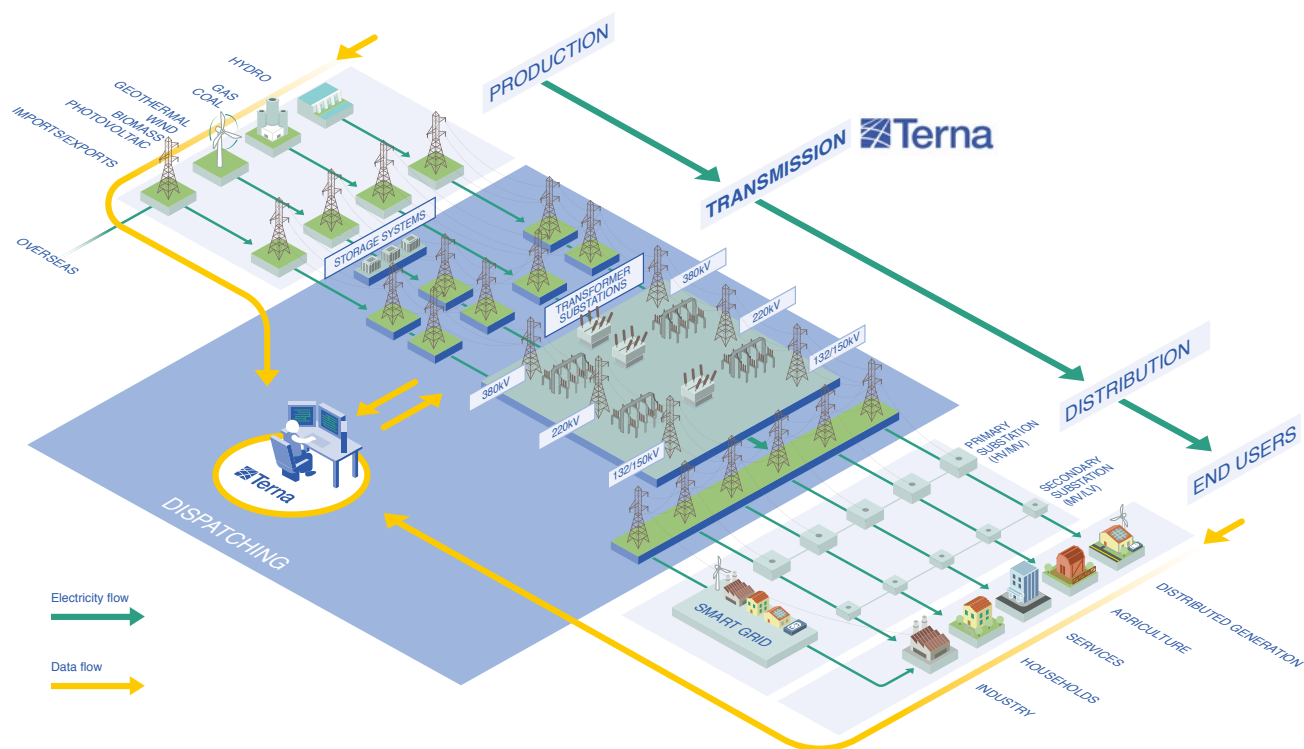 PRODUCTION
TRANSMISSION
Terna
DISTRIBUTION
END USERS
HYDRO
GAS
COAL
GEOTHERMAL
WIND
BIOMASS
PHOTOVOLTAIC
IMPORTS/EXPORTS
OVERSEAS
STORAGE SYSTEMS
TRANSFORMER
SUBSTATIONS
380kV
220kV
132/150kV
380kV
220kV
132/150kV
PRIMARY
SUBSTATION
(HV/MV)
SECONDARY
SUBSTATION
(MV/LV)
Terna
DISPATCHING
SMART GRID
DISTRIBUTED GENERATION
AGRICULTURE
SERVICES
HOUSEHOLDS
INDUSTRY
Electricity flow
Data flow